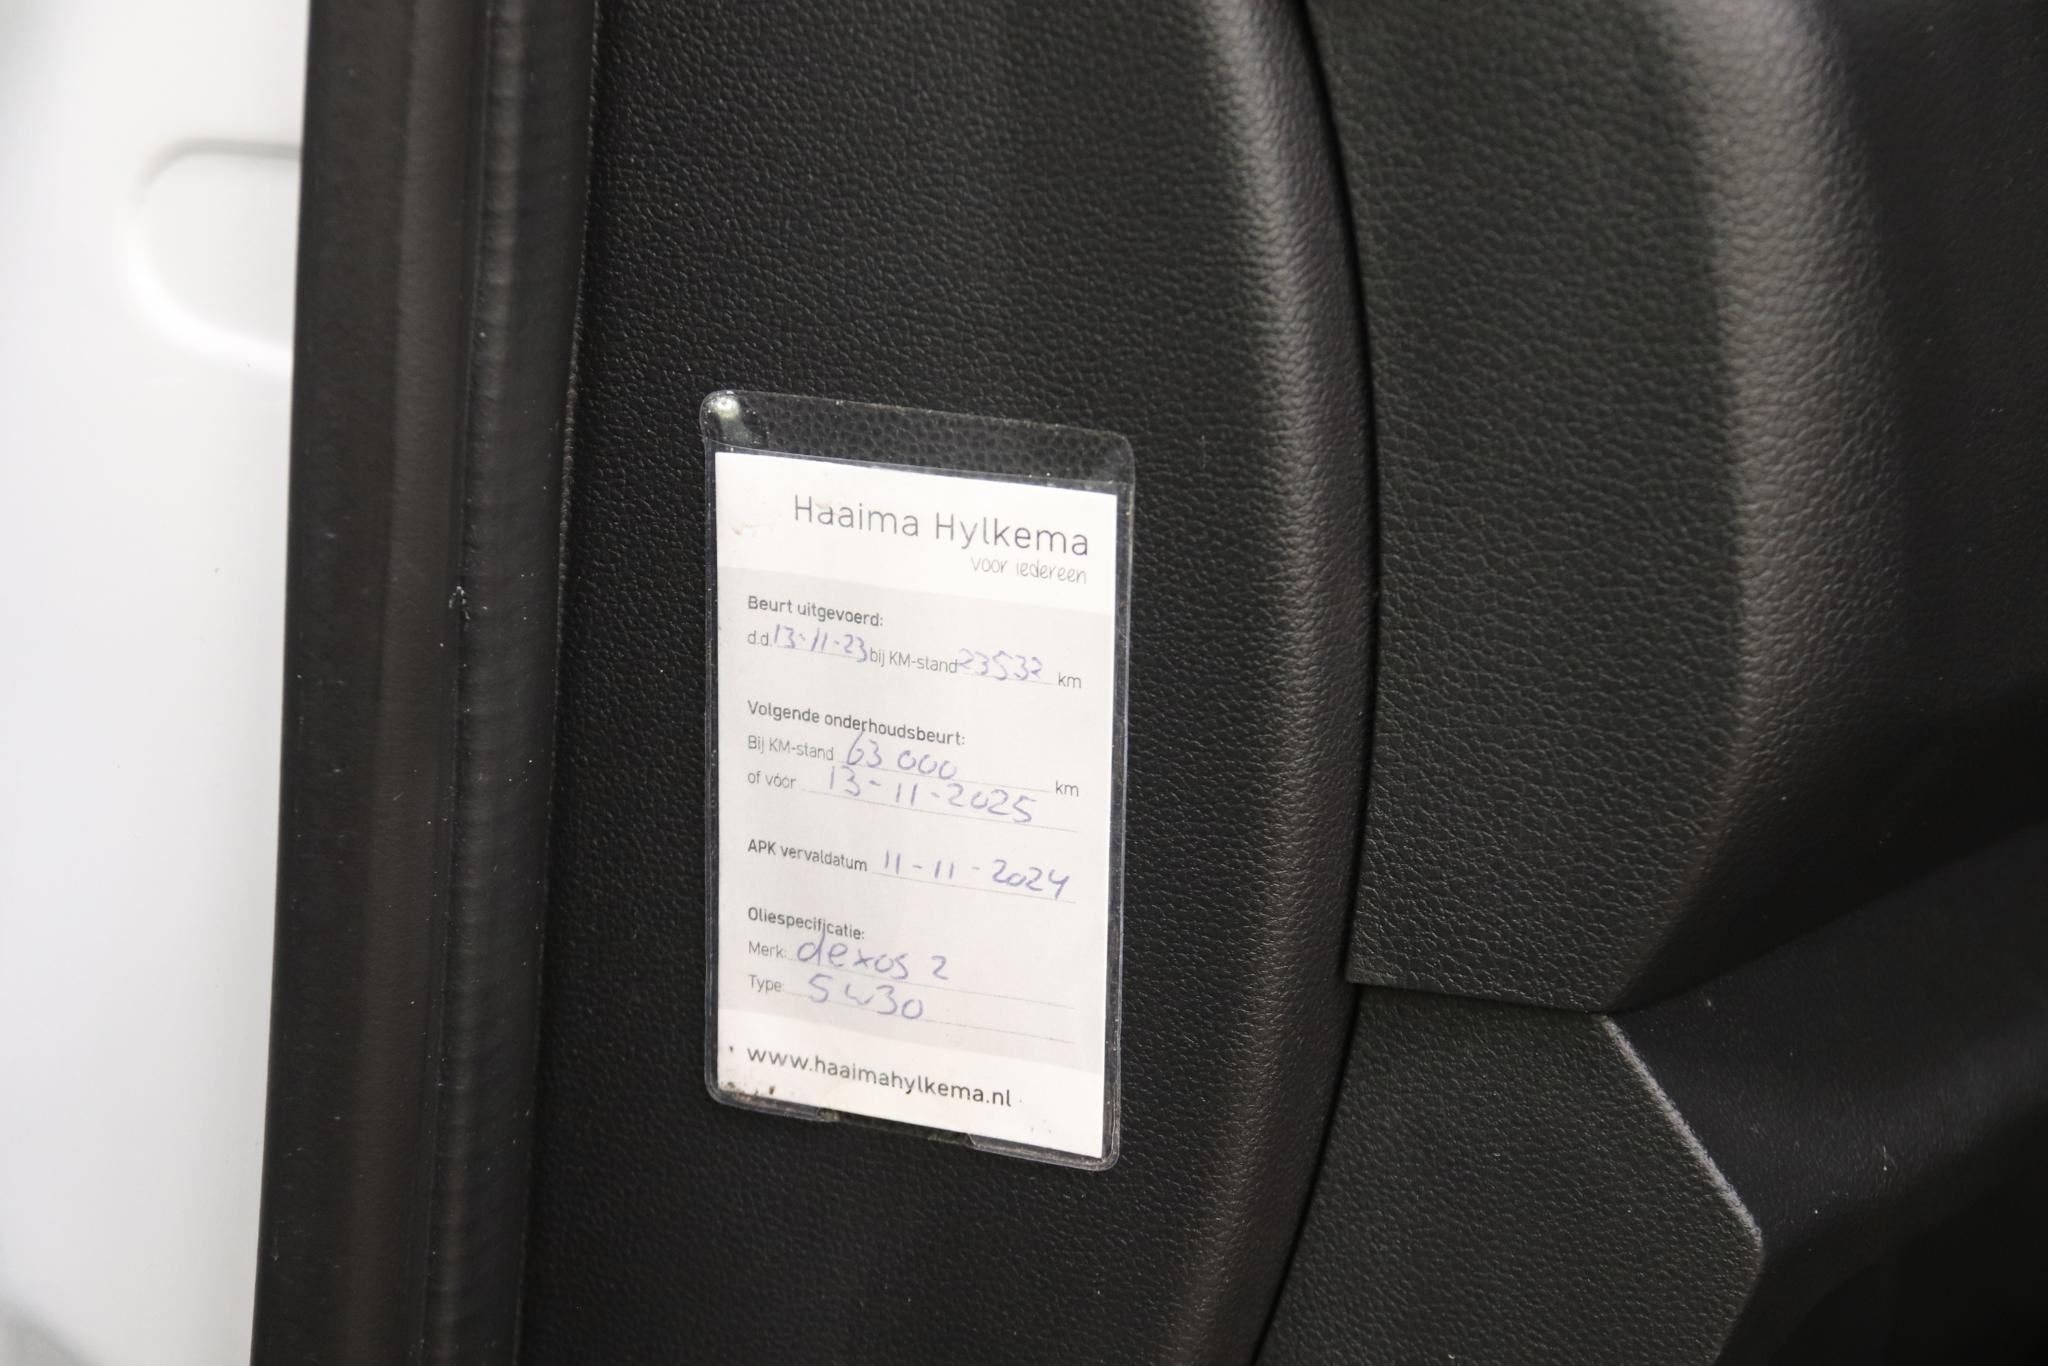 Haaima Hylkema
voor iedereen
Beurt uitgevoerd:
d.d. 13-11-23 bij KM-stand 23532 km
Volgende onderhoudsbeurt:
Bij KM-stand 63 000 km
of vóór 13-11-2025
APK vervaldatum 11-11-2024
Oliespecificatie:
Merk: dexos 2
Type: 5w30
www.haaimahylkema.nl